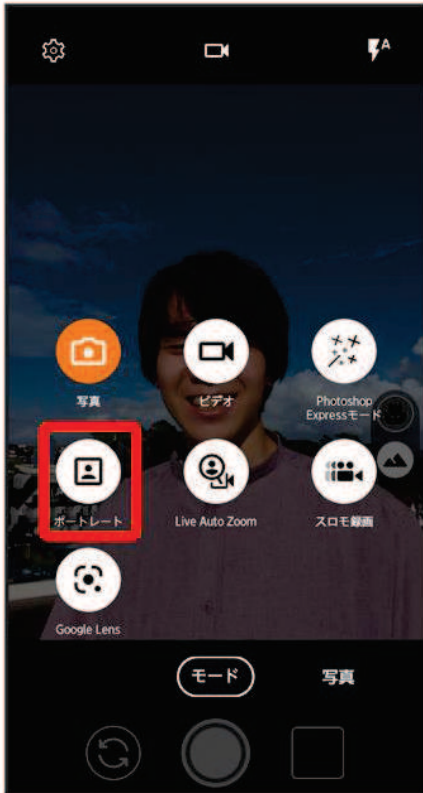 A
写真
ビデオ
Photoshop
Expressモード
ポートレート
Live Auto Zoom
スロモ録画
Google Lens
モード
写真